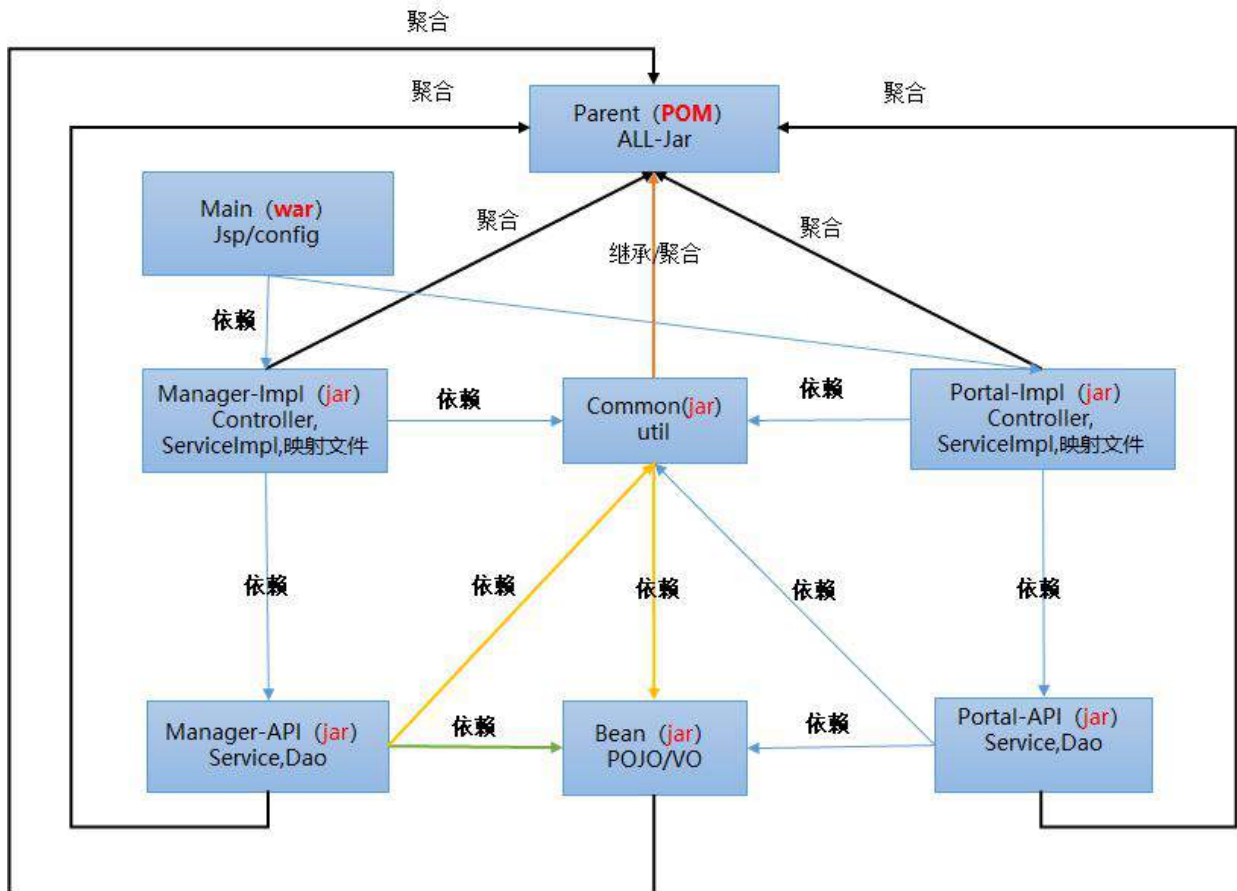 聚合
聚合
聚合
Parent（POM）
ALL-Jar
Main（war）
Jsp/config
聚合
聚合
继承/聚合
依赖
Manager-Impl（jar）
Controller,
ServiceImpl,映射文件
依赖
Common(jar)
util
依赖
Portal-Impl（jar）
Controller,
ServiceImpl,映射文件
依赖
依赖
依赖
依赖
依赖
Manager-API（jar）
Service,Dao
依赖
Bean（jar）
POJO/VO
依赖
Portal-API（jar）
Service,Dao